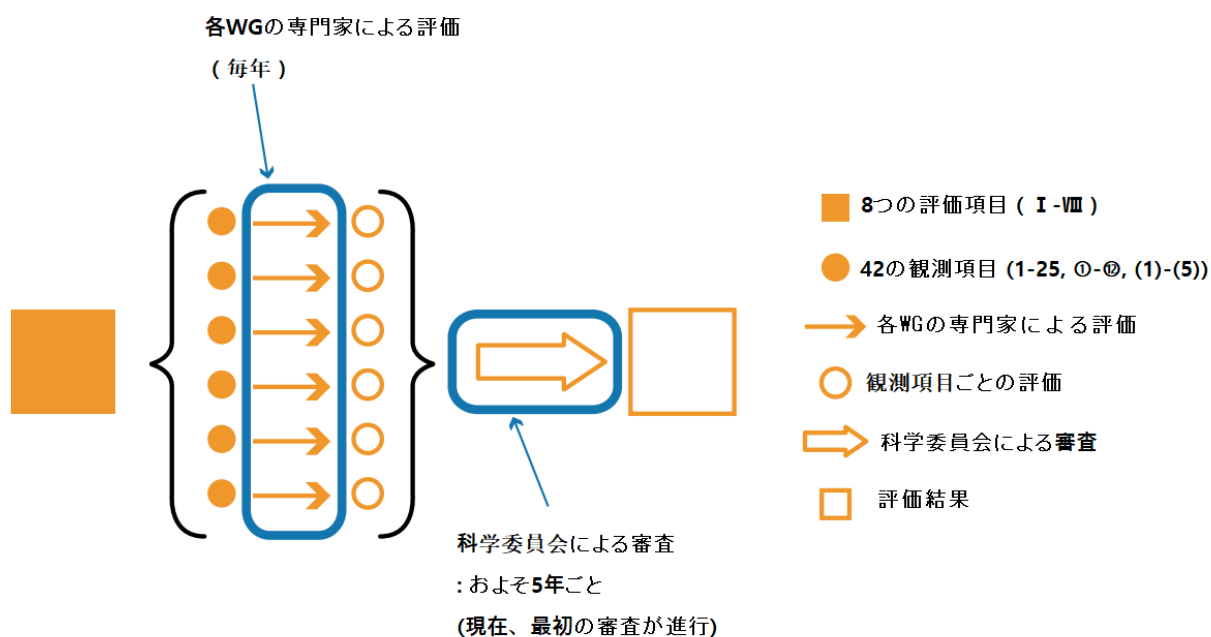 各WGの専門家による評価
(毎年)
8つの評価項目 ( Ⅰ-Ⅷ )
42の観測項目 (1-25, ①-⑫, (1)-(5))
各WGの専門家による評価
観測項目ごとの評価
科学委員会による審査
評価結果
科学委員会による審査
: およそ5年ごと
(現在、最初の審査が進行)